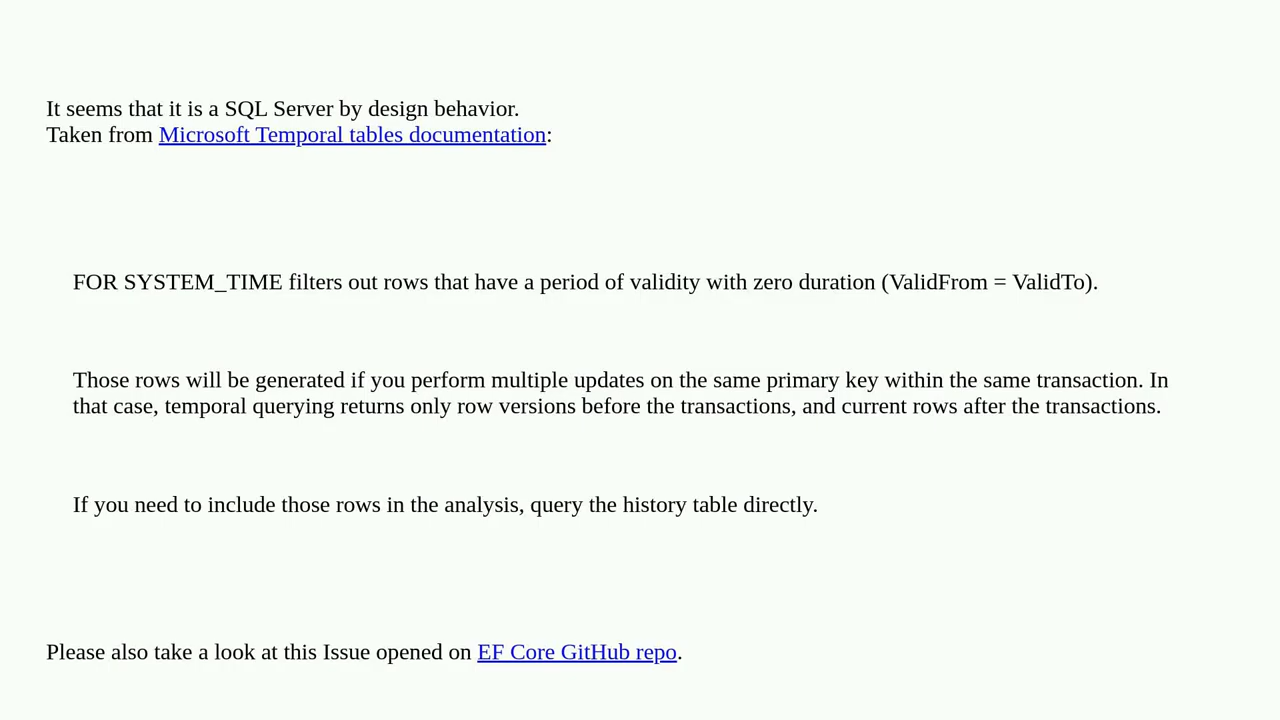 It seems that it is a SQL Server by design behavior.
Taken from Microsoft Temporal tables documentation:
FOR SYSTEM_TIME filters out rows that have a period of validity with zero duration (ValidFrom = ValidTo).
Those rows will be generated if you perform multiple updates on the same primary key within the same transaction. In
that case, temporal querying returns only row versions before the transactions, and current rows after the transactions.
If you need to include those rows in the analysis, query the history table directly.
Please also take a look at this Issue opened on EF Core GitHub repo.